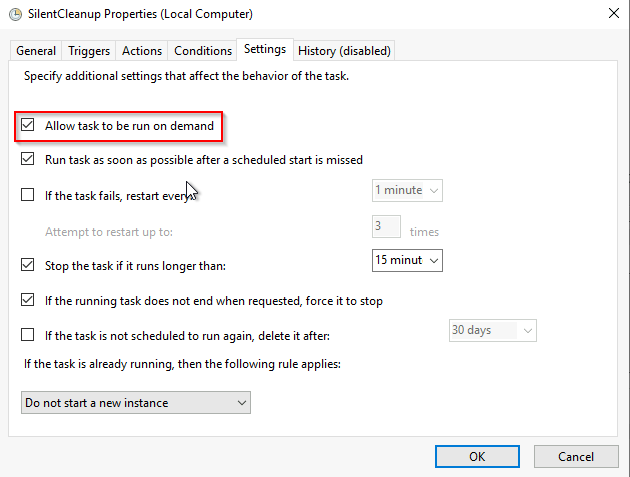 SilentCleanup Properties (Local Computer)
General Triggers Actions Conditions Settings History (disabled)
Specify additional settings that affect the behavior of the task.
Allow task to be run on demand
Run task as soon as possible after a scheduled start is missed
If the task fails, restart every: 1 minute
Attempt to restart up to: 3 times
Stop the task if it runs longer than: 15 minut
If the running task does not end when requested, force it to stop
If the task is not scheduled to run again, delete it after: 30 days
If the task is already running, then the following rule applies:
Do not start a new instance
OK Cancel